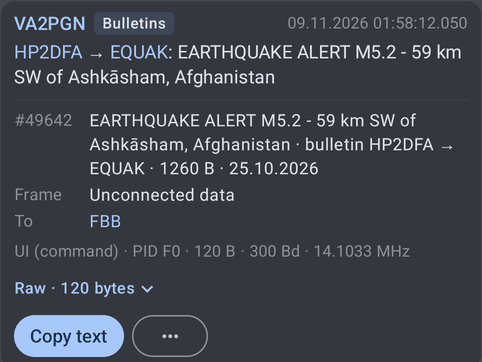 VA2PGN Bulletins 09.11.2026 01:58:12.050
HP2DFA → EQUAK: EARTHQUAKE ALERT M5.2 - 59 km
SW of Ashkāsham, Afghanistan
#49642 EARTHQUAKE ALERT M5.2 - 59 km SW of
Ashkāsham, Afghanistan · bulletin HP2DFA →
EQUAK · 1260 B · 25.10.2026
Frame Unconnected data
To FBB
UI (command) · PID F0 · 120 B · 300 Bd · 14.1033 MHz
Raw · 120 bytes
Copy text